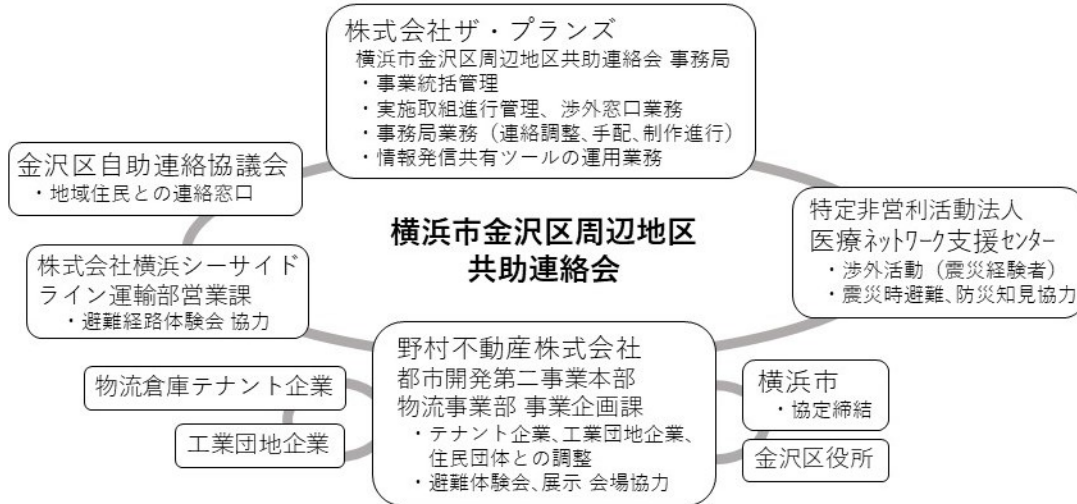 株式会社ザ・プランズ
横浜市金沢区周辺地区共助連絡会 事務局
・事業統括管理
・実施取組進行管理、渉外窓口業務
・事務局業務（連絡調整、手配、制作進行）
・情報発信共有ツールの運用業務
金沢区自助連絡協議会
・地域住民との連絡窓口
株式会社横浜シーサイド
ライン運輸部営業課
・避難経路体験会 協力
横浜市金沢区周辺地区
共助連絡会
特定非営利活動法人
医療ネットワーク支援センター
・渉外活動（震災経験者）
・震災時避難、防災知見協力
野村不動産株式会社
都市開発第二事業本部
物流事業部 事業企画課
・テナント企業、工業団地企業、
住民団体との調整
・避難体験会、展示 会場協力
物流倉庫テナント企業
工業団地企業
横浜市
・協定締結
金沢区役所